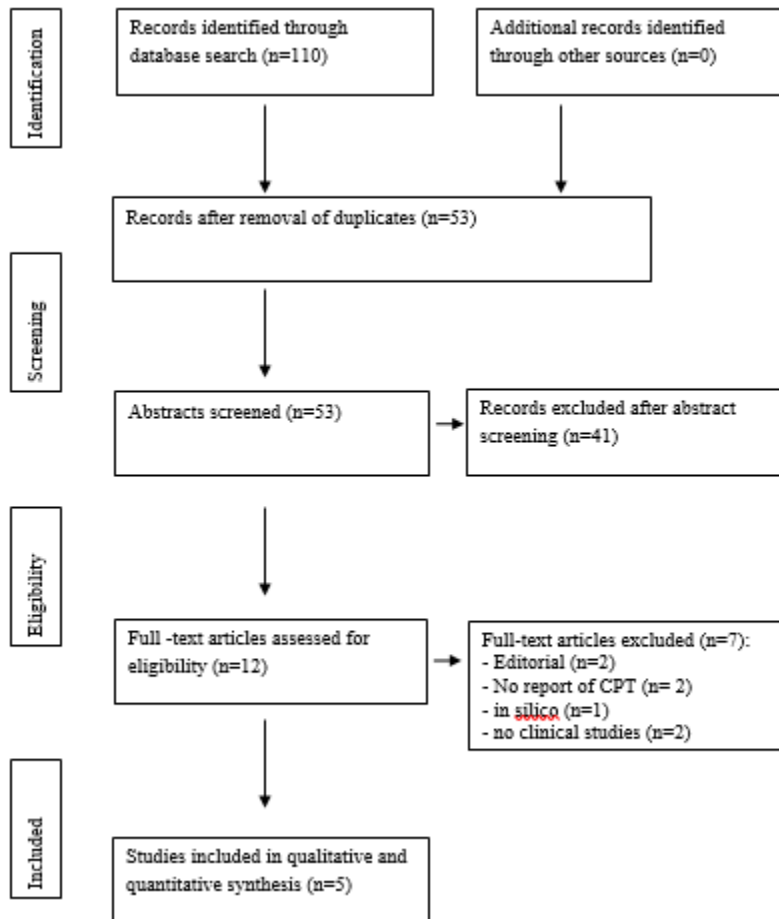 Identification
Records identified through
database search (n=110)
Additional records identified
through other sources (n=0)
Records after removal of duplicates (n=53)
Screening
Abstracts screened (n=53)
Records excluded after abstract
screening (n=41)
Eligibility
Full -text articles assessed for
eligibility (n=12)
Full-text articles excluded (n=7):
- Editorial (n=2)
- No report of CPT (n= 2)
- in silico (n=1)
- no clinical studies (n=2)
Included
Studies included in qualitative and
quantitative synthesis (n=5)